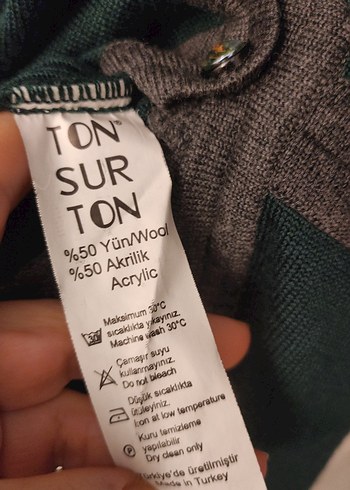 TON
SUR
TON
%50 Yün/Wool
%50 Akrilik
Acrylic
Maksimum 30°C
sıcaklıkta yıkayınız.
30 Machine wash 30°C
Çamaşır suyu
kullanmayınız.
Do not bleach
Düşük sıcaklıkta
ütüleyiniz.
Iron at low temperature
Kuru temizleme
yapılabilir
P Dry clean only
Türkiye'de üretilmiştir
Made in Turkey